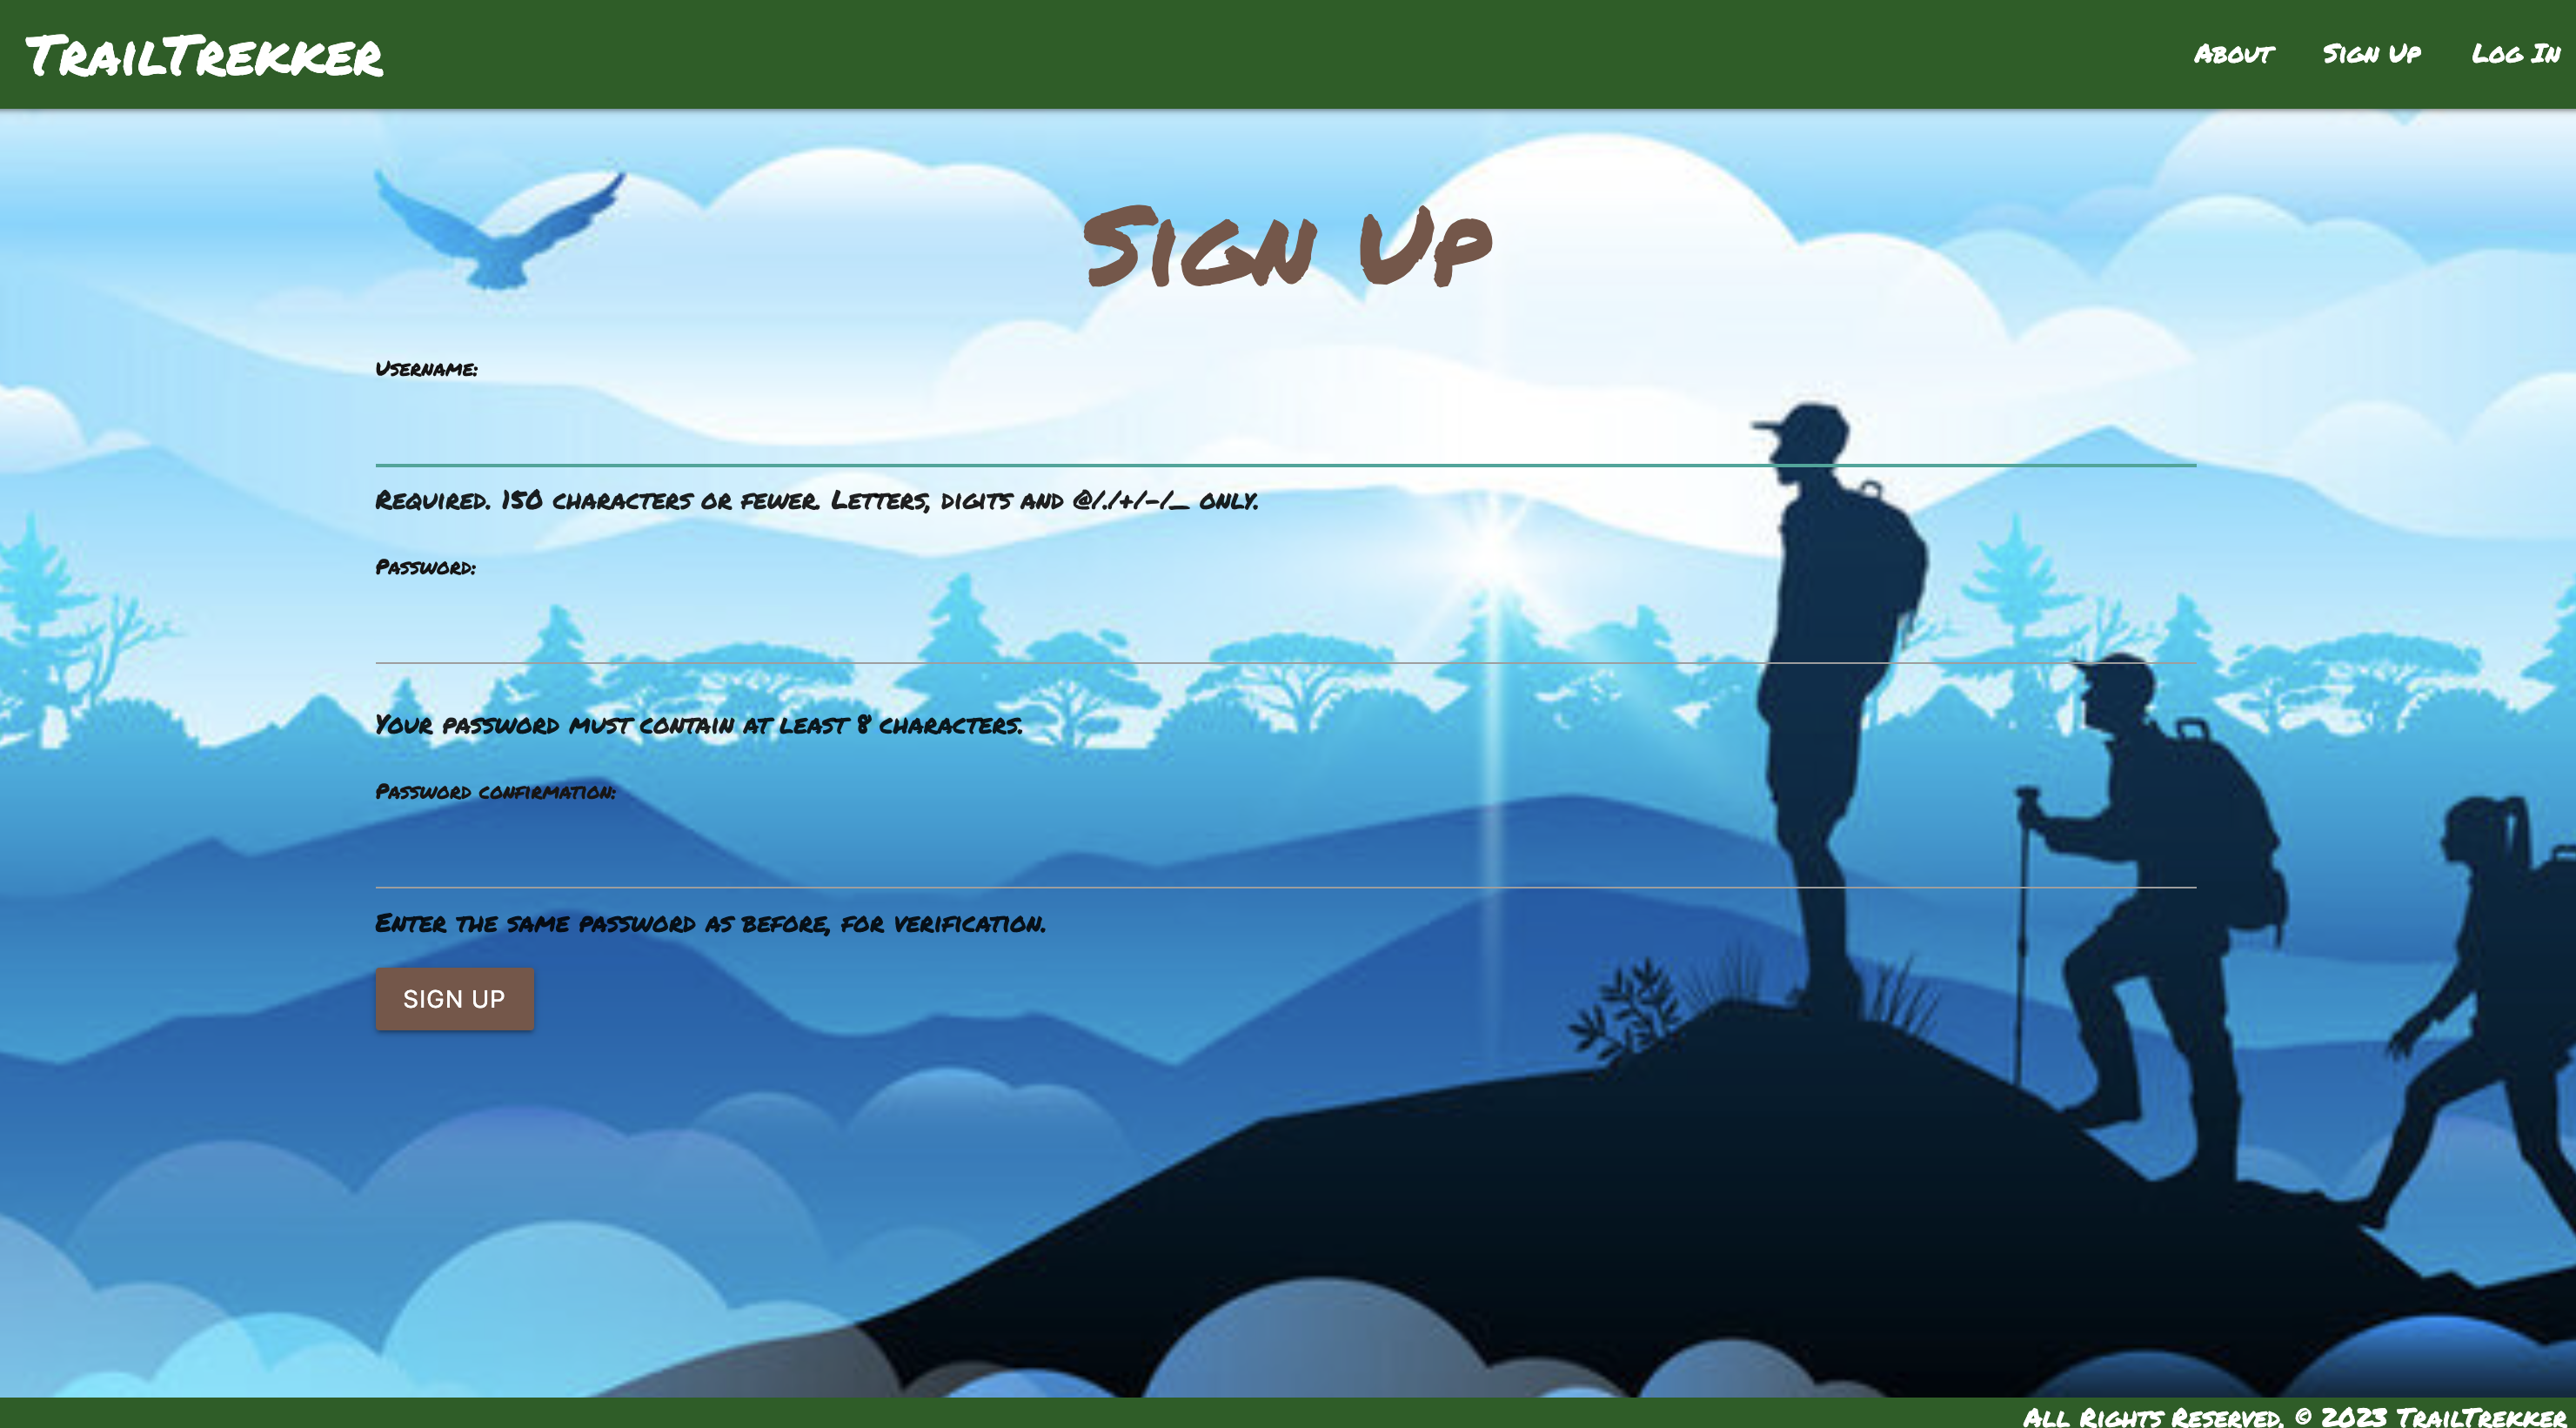 TrailTrekker
About Sign Up Log In
Sign Up
Username:
Required. 150 characters or fewer. Letters, digits and @/./+/-/_ only.
Password:
Your password must contain at least 8 characters.
Password confirmation:
Enter the same password as before, for verification.
SIGN UP
All Rights Reserved. © 2023 TrailTrekker